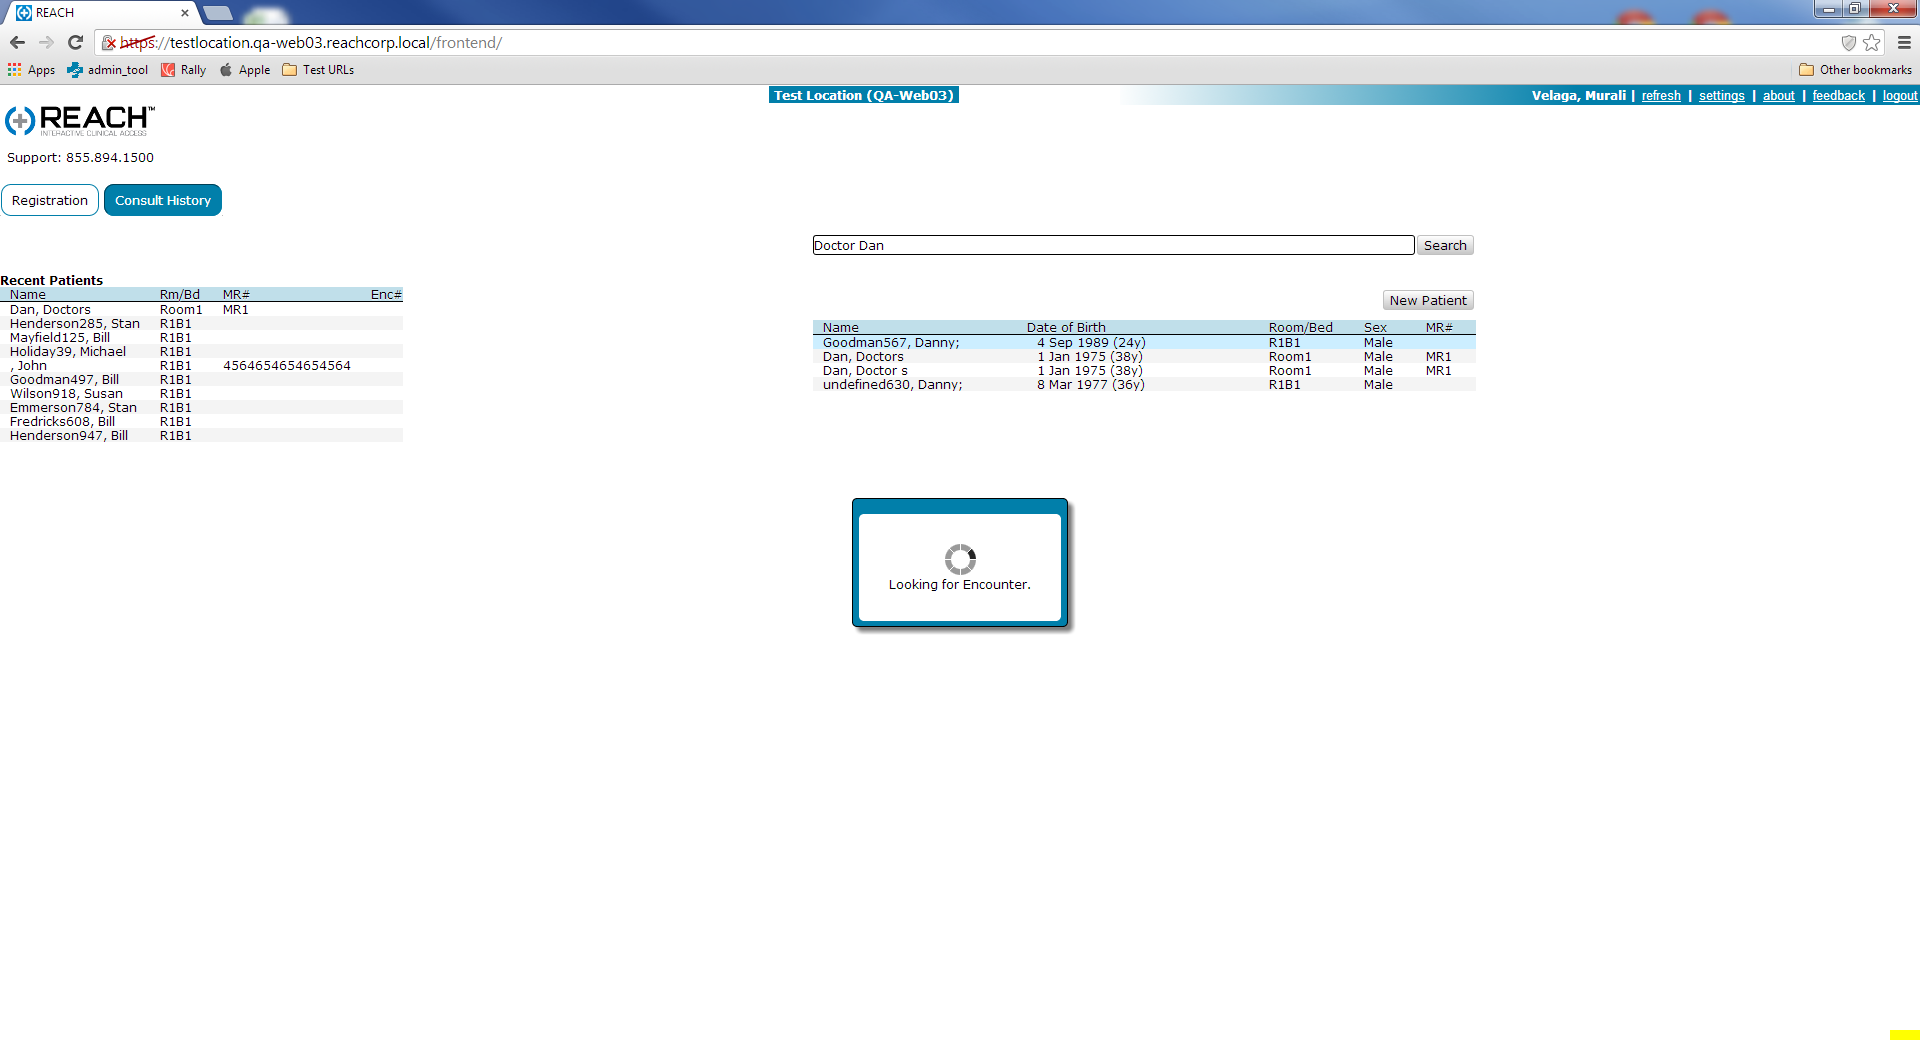 REACH
https://testlocation.qa-web03.reachcorp.local/frontend/
Apps admin_tool Rally Apple Test URLs Other bookmarks
Test Location (QA-Web03) Velaga, Murali | refresh | settings | about | feedback | logout
REACH™
INTERACTIVE CLINICAL ACCESS
Support: 855.894.1500
Registration Consult History
Doctor Dan Search
Recent Patients
Name Rm/Bd MR# Enc#
Dan, Doctors Room1 MR1
Henderson285, Stan R1B1
Mayfield125, Bill R1B1
Holiday39, Michael R1B1
, John R1B1 4564654654654564
Goodman497, Bill R1B1
Wilson918, Susan R1B1
Emmerson784, Stan R1B1
Fredricks608, Bill R1B1
Henderson947, Bill R1B1
New Patient
Name Date of Birth Room/Bed Sex MR#
Goodman567, Danny; 4 Sep 1989 (24y) R1B1 Male
Dan, Doctors 1 Jan 1975 (38y) Room1 Male MR1
Dan, Doctor s 1 Jan 1975 (38y) Room1 Male MR1
undefined630, Danny; 8 Mar 1977 (36y) R1B1 Male
Looking for Encounter.